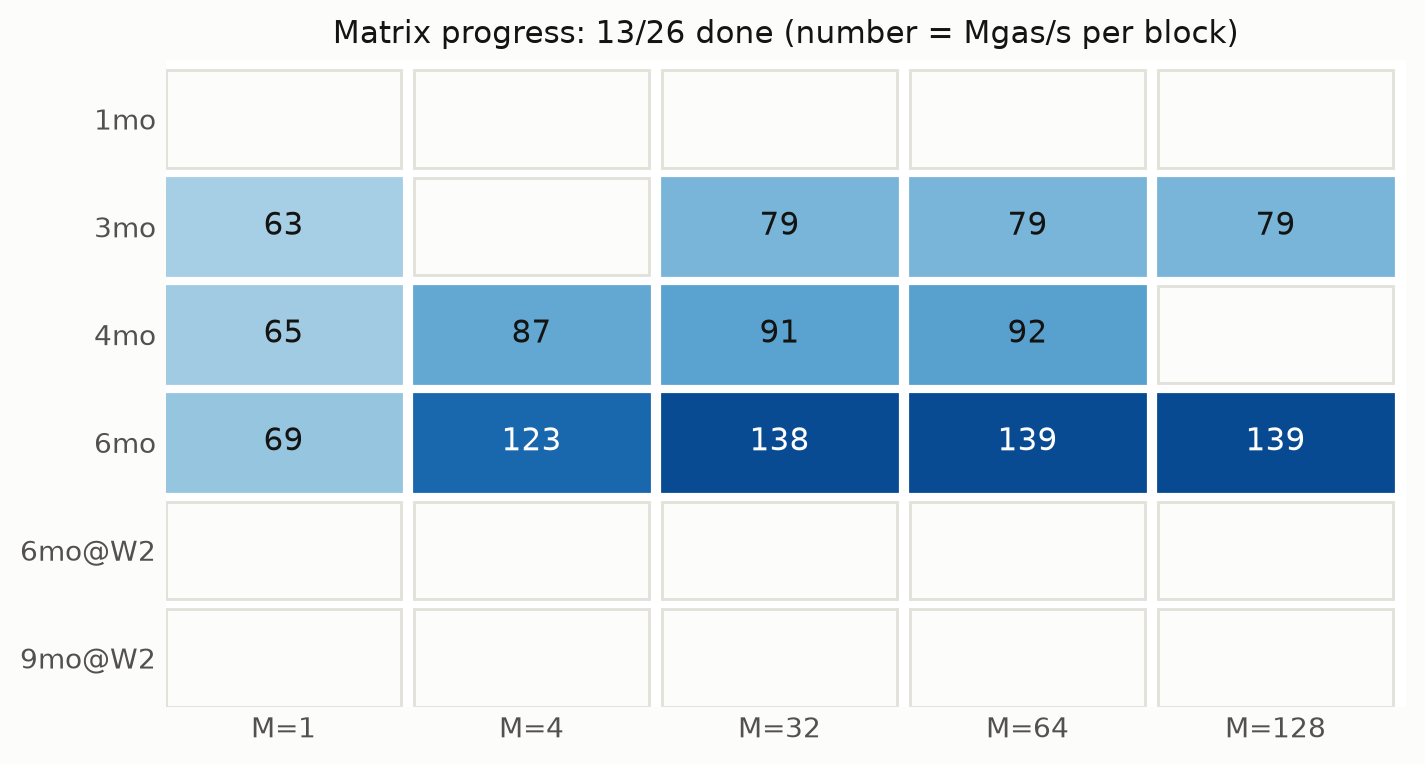 Matrix progress: 13/26 done (number = Mgas/s per block)
1mo
3mo 63 79 79 79
4mo 65 87 91 92
6mo 69 123 138 139 139
6mo@W2
9mo@W2
M=1 M=4 M=32 M=64 M=128